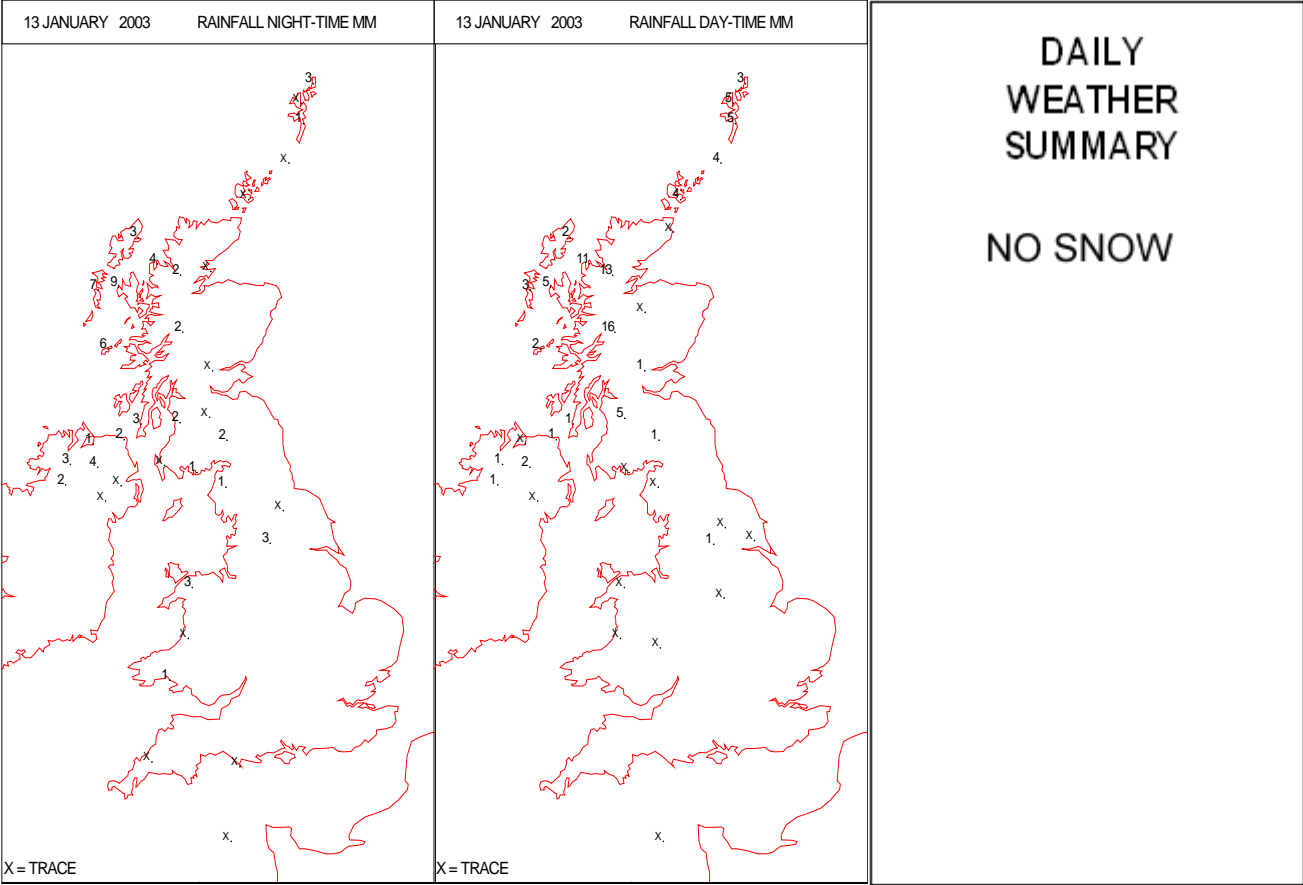 13 JANUARY 2003 RAINFALL NIGHT-TIME MM
3.
X.
1.
X.
X.
3.
4.
2.
X.
7.
9.
2.
6.
X.
3.
2.
X.
1.
2.
2.
3.
4.
X.
1.
2.
X.
1.
X.
X.
3.
3.
X.
1.
X.
X.
X.
X = TRACE
13 JANUARY 2003 RAINFALL DAY-TIME MM
3.
5.
5.
4.
4.
X.
2.
11.
13.
3.
5.
X.
16.
2.
1.
5.
1.
X.
1.
1.
1.
2.
X.
1.
X.
X.
X.
1.
X.
X.
X.
X.
X.
X.
X = TRACE
DAILY
WEATHER
SUMMARY
NO SNOW